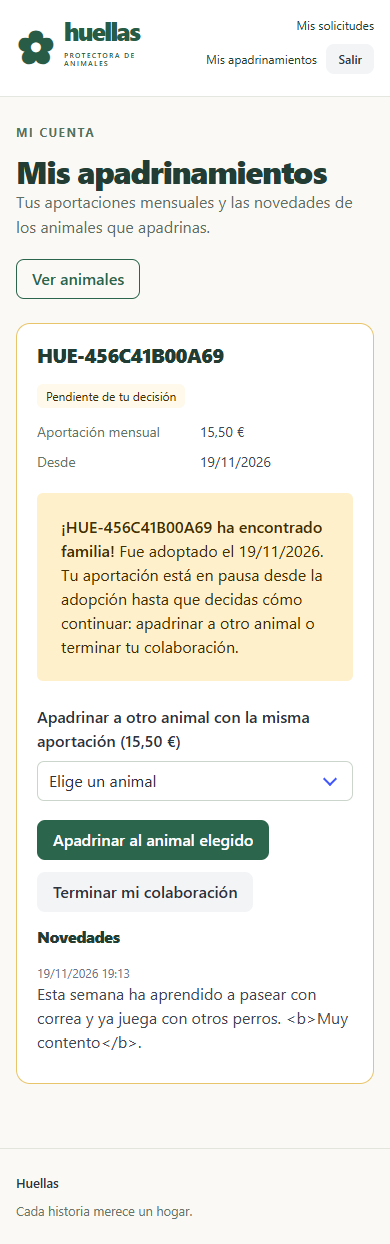 huellas
PROTECTORA DE
ANIMALES
Mis solicitudes
Mis apadrinamientos
Salir
MI CUENTA
Mis apadrinamientos
Tus aportaciones mensuales y las novedades de
los animales que apadrinas.
Ver animales
HUE-456C41B00A69
Pendiente de tu decisión
Aportación mensual 15,50 €
Desde 19/11/2026
¡HUE-456C41B00A69 ha encontrado
familia! Fue adoptado el 19/11/2026.
Tu aportación está en pausa desde la
adopción hasta que decidas cómo
continuar: apadrinar a otro animal o
terminar tu colaboración.
Apadrinar a otro animal con la misma
aportación (15,50 €)
Elige un animal
Apadrinar al animal elegido
Terminar mi colaboración
Novedades
19/11/2026 19:13
Esta semana ha aprendido a pasear con
correa y ya juega con otros perros. <b>Muy
contento</b>.
Huellas
Cada historia merece un hogar.